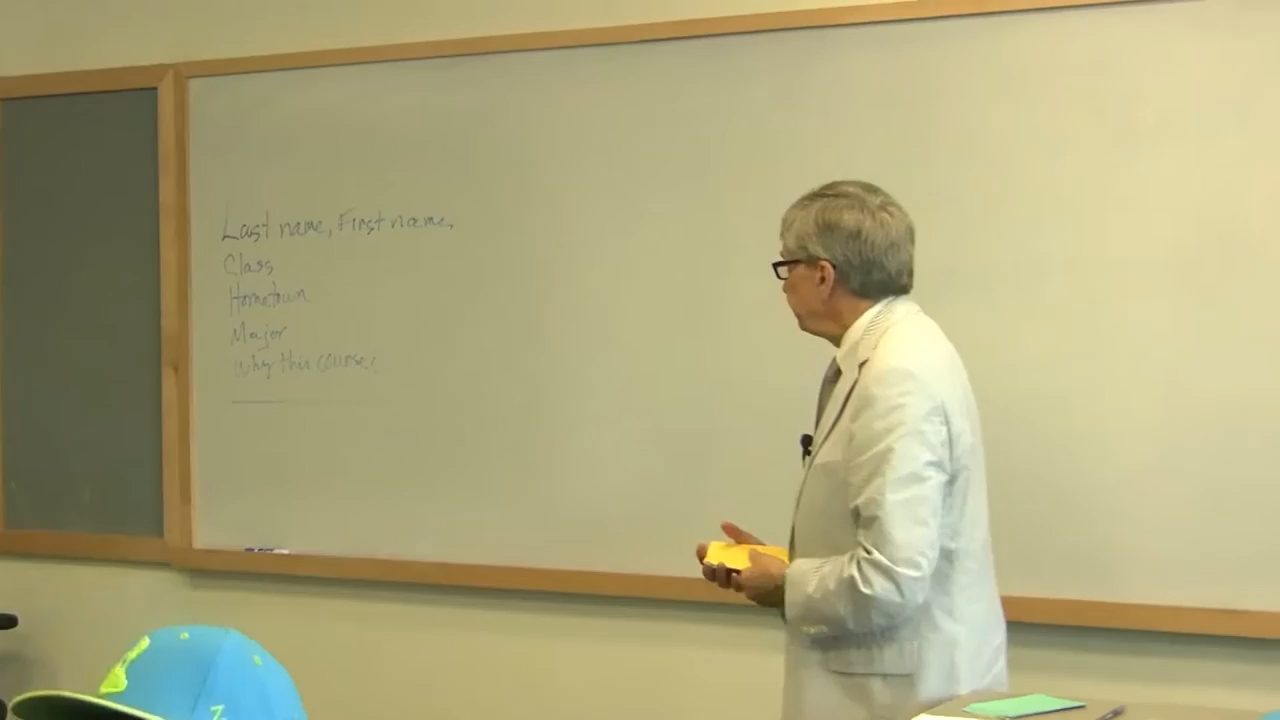 Last name, First name,
Class
Hometown
Major
Why this course?